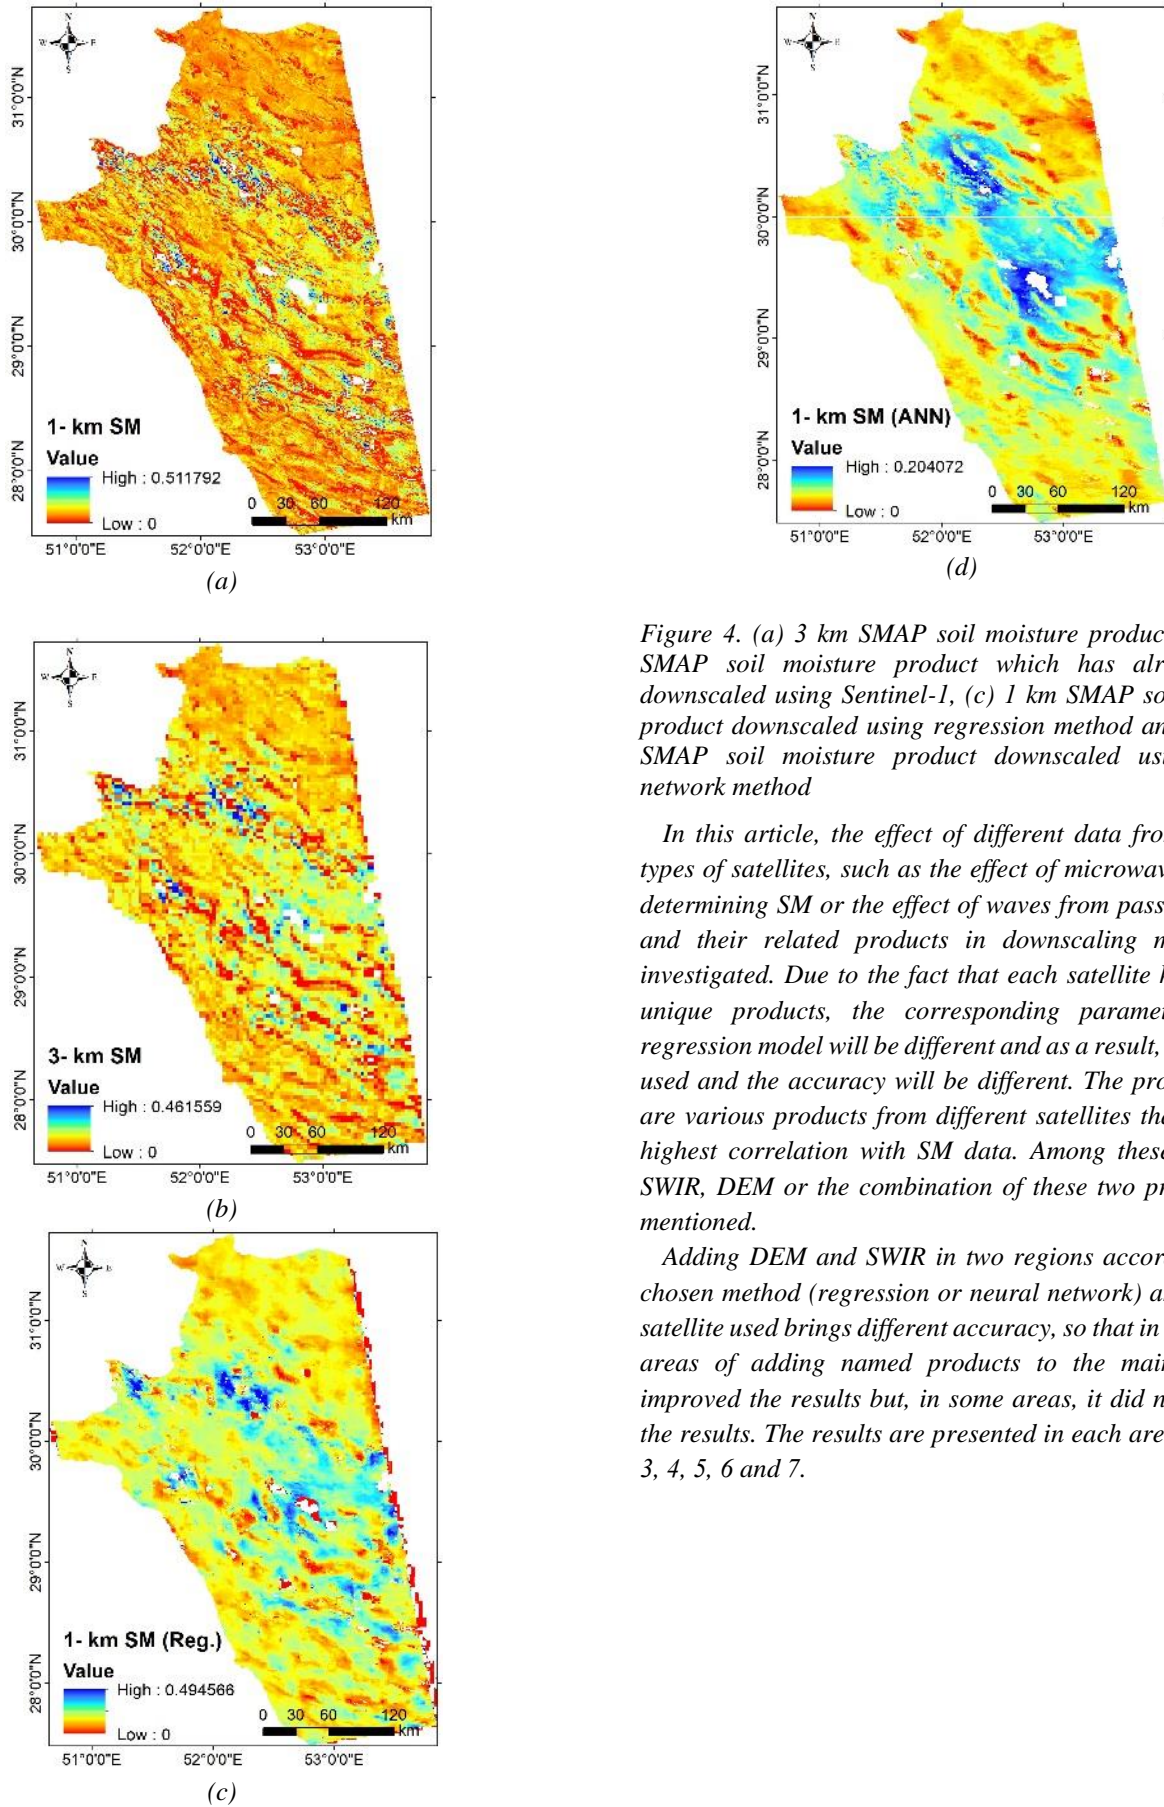 N
W E
S
31°0'0"N
30°0'0"N
29°0'0"N
28°0'0"N
1- km SM
Value
High : 0.511792
Low : 0
0 30 60 120
km
51°0'0"E 52°0'0"E 53°0'0"E
(a)
N
W E
S
31°0'0"N
30°0'0"N
29°0'0"N
28°0'0"N
3- km SM
Value
High : 0.461559
Low : 0
0 30 60 120
km
51°0'0"E 52°0'0"E 53°0'0"E
(b)
N
W E
S
31°0'0"N
30°0'0"N
29°0'0"N
28°0'0"N
1- km SM (Reg.)
Value
High : 0.494566
Low : 0
0 30 60 120
km
51°0'0"E 52°0'0"E 53°0'0"E
(c)
N
W E
S
31°0'0"N
30°0'0"N
29°0'0"N
28°0'0"N
1- km SM (ANN)
Value
High : 0.204072
Low : 0
0 30 60 120
km
51°0'0"E 52°0'0"E 53°0'0"E
(d)
Figure 4. (a) 3 km SMAP soil moisture product
SMAP soil moisture product which has alr
downscaled using Sentinel-1, (c) 1 km SMAP so
product downscaled using regression method an
SMAP soil moisture product downscaled usi
network method
In this article, the effect of different data fro
types of satellites, such as the effect of microwav
determining SM or the effect of waves from pass
and their related products in downscaling m
investigated. Due to the fact that each satellite h
unique products, the corresponding parame
regression model will be different and as a result,
used and the accuracy will be different. The pro
are various products from different satellites tha
highest correlation with SM data. Among these
SWIR, DEM or the combination of these two pr
mentioned.
Adding DEM and SWIR in two regions accor
chosen method (regression or neural network) a
satellite used brings different accuracy, so that in
areas of adding named products to the main
improved the results but, in some areas, it did n
the results. The results are presented in each are
3, 4, 5, 6 and 7.